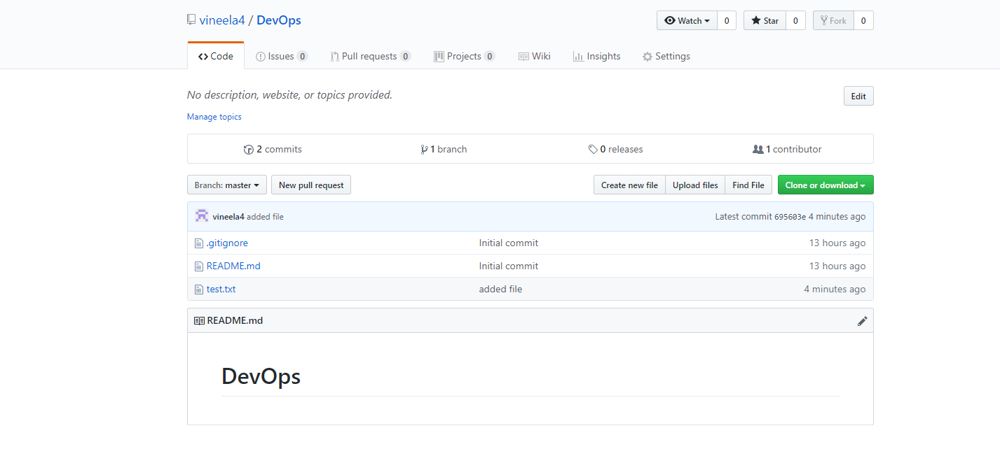 vineela4 / DevOps
Watch 0 Star 0 Fork 0
Code Issues 0 Pull requests 0 Projects 0 Wiki Insights Settings
No description, website, or topics provided. Edit
Manage topics
2 commits 1 branch 0 releases 1 contributor
Branch: master New pull request Create new file Upload files Find File Clone or download
vineela4 added file Latest commit 695603e 4 minutes ago
.gitignore Initial commit 13 hours ago
README.md Initial commit 13 hours ago
test.txt added file 4 minutes ago
README.md
DevOps